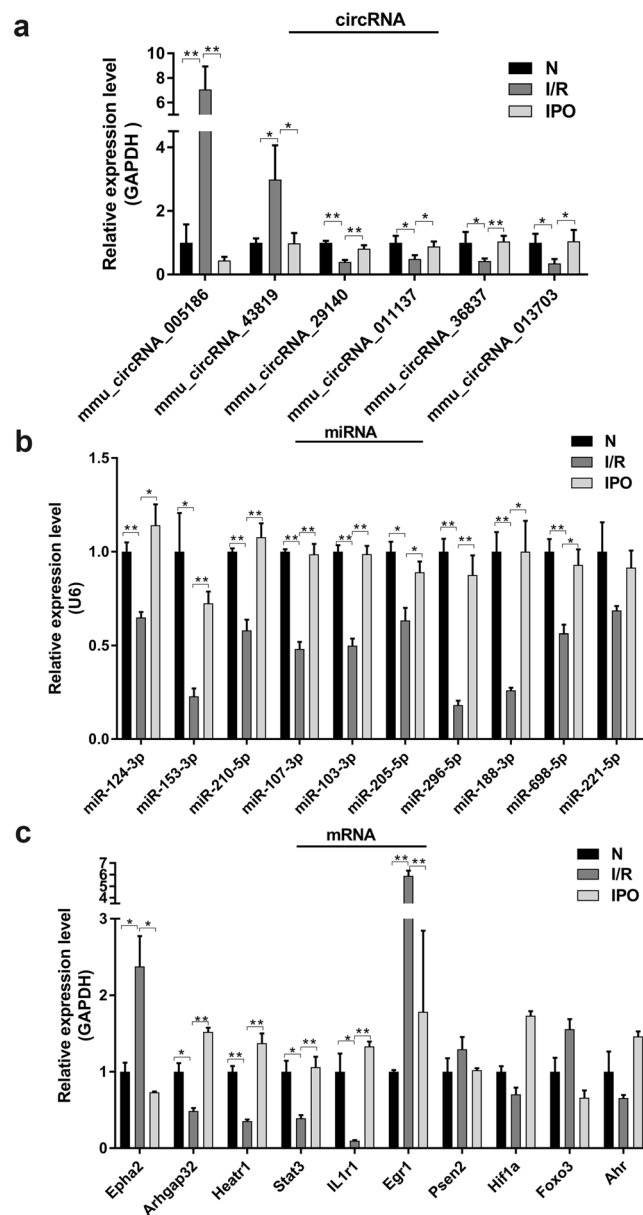 a
circRNA
N
I/R
IPO
Relative expression level
(GAPDH )
10
8
6
4
2
0
** **
* *
** **
* *
* **
* *
mmu_circRNA_005186
mmu_circRNA_43819
mmu_circRNA_29140
mmu_circRNA_011137
mmu_circRNA_36837
mmu_circRNA_013703
b
miRNA
N
I/R
IPO
Relative expression level
(U6)
1.5
1.0
0.5
0.0
** *
* **
** **
** **
** **
* *
** **
** *
** *
miR-124-3p
miR-153-3p
miR-210-5p
miR-107-3p
miR-103-3p
miR-205-5p
miR-296-5p
miR-188-3p
miR-698-5p
miR-221-5p
c
mRNA
N
I/R
IPO
Relative expression level
(GAPDH)
7
6
5
4
3
2
1
0
* *
* **
** **
* **
* **
** **
Epha2
Arhgap32
Heatr1
Stat3
IL1r1
Egr1
Psen2
Hif1a
Foxo3
Ahr